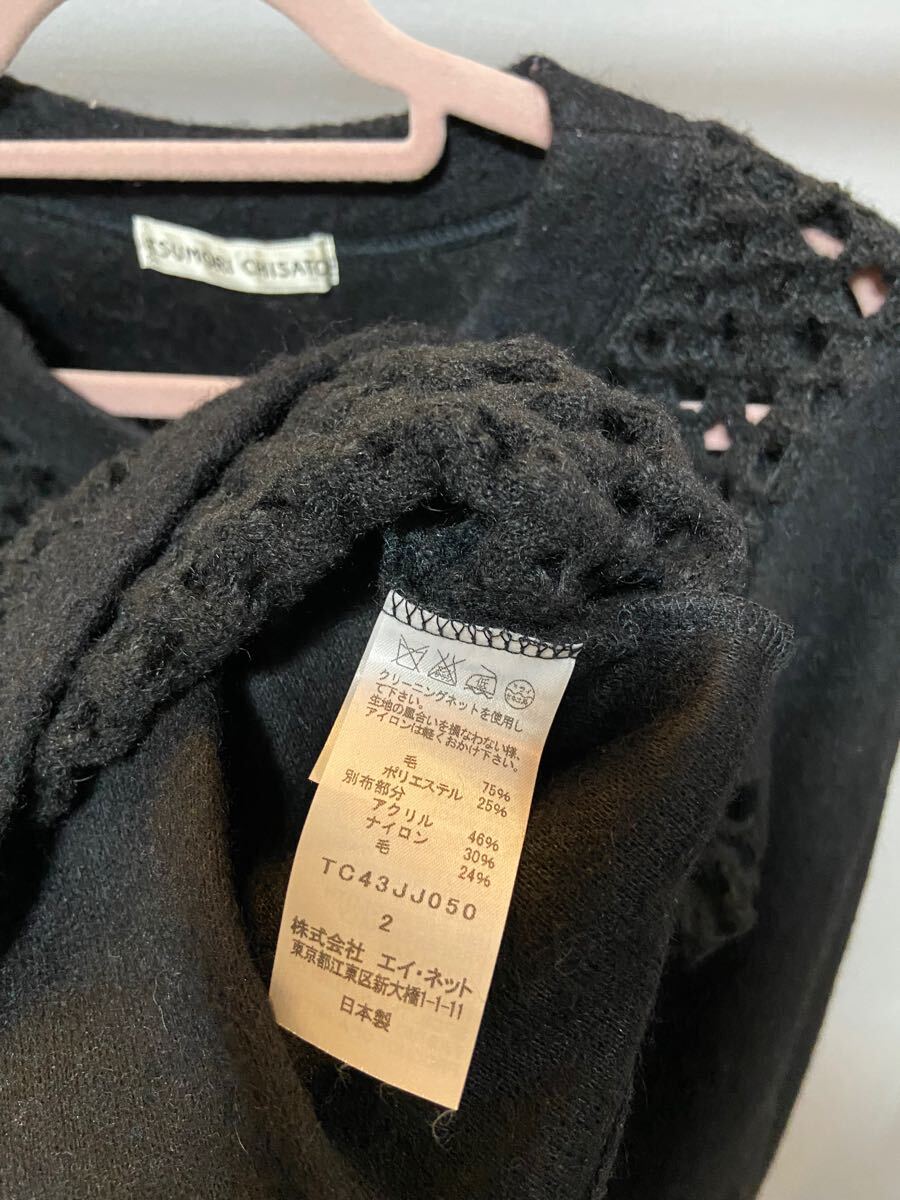 TSUMORI CHISATO
低
ドライ
クリーニングネットを使用し
て下さい。
生地の風合いを損なわない様、
アイロンは軽くおかけ下さい。
毛 75%
ポリエステル 25%
別布部分
アクリル 46%
ナイロン 30%
毛 24%
TC43JJ050
2
株式会社 エイ・ネット
東京都江東区新大橋1-1-11
日本製